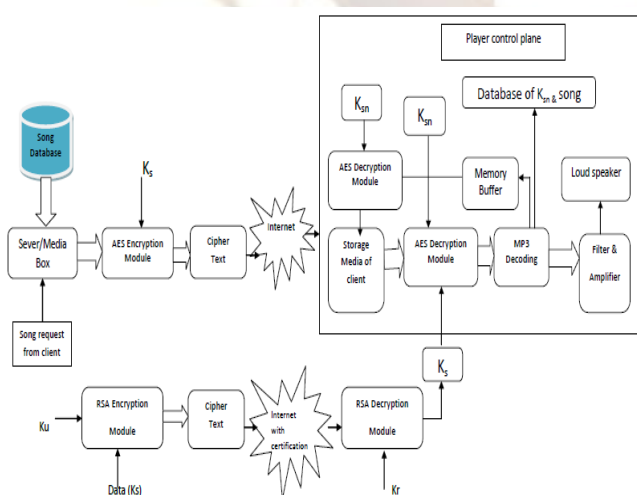 Player control plane
Song
Database
Ksn
Ksn
Database of Ksn & song
Ks
AES Decryption
Module
Memory
Buffer
Loud speaker
Internet
Sever/Media
Box
AES Encryption
Module
Cipher
Text
Storage
Media of
client
AES Decryption
Module
MP3
Decoding
Filter &
Amplifier
Song request
from client
Ks
Ku
RSA Encryption
Module
Cipher
Text
Internet
with
certification
RSA Decryption
Module
Data (Ks)
Kr